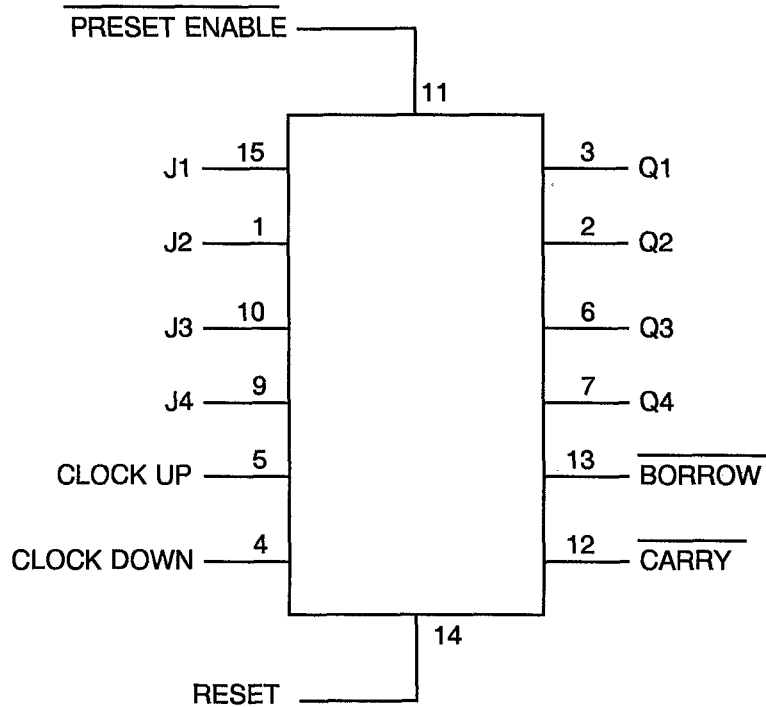 PRESET ENABLE
11
J1 15 3 Q1
J2 1 2 Q2
J3 10 6 Q3
J4 9 7 Q4
CLOCK UP 5 13 BORROW
CLOCK DOWN 4 12 CARRY
14
RESET